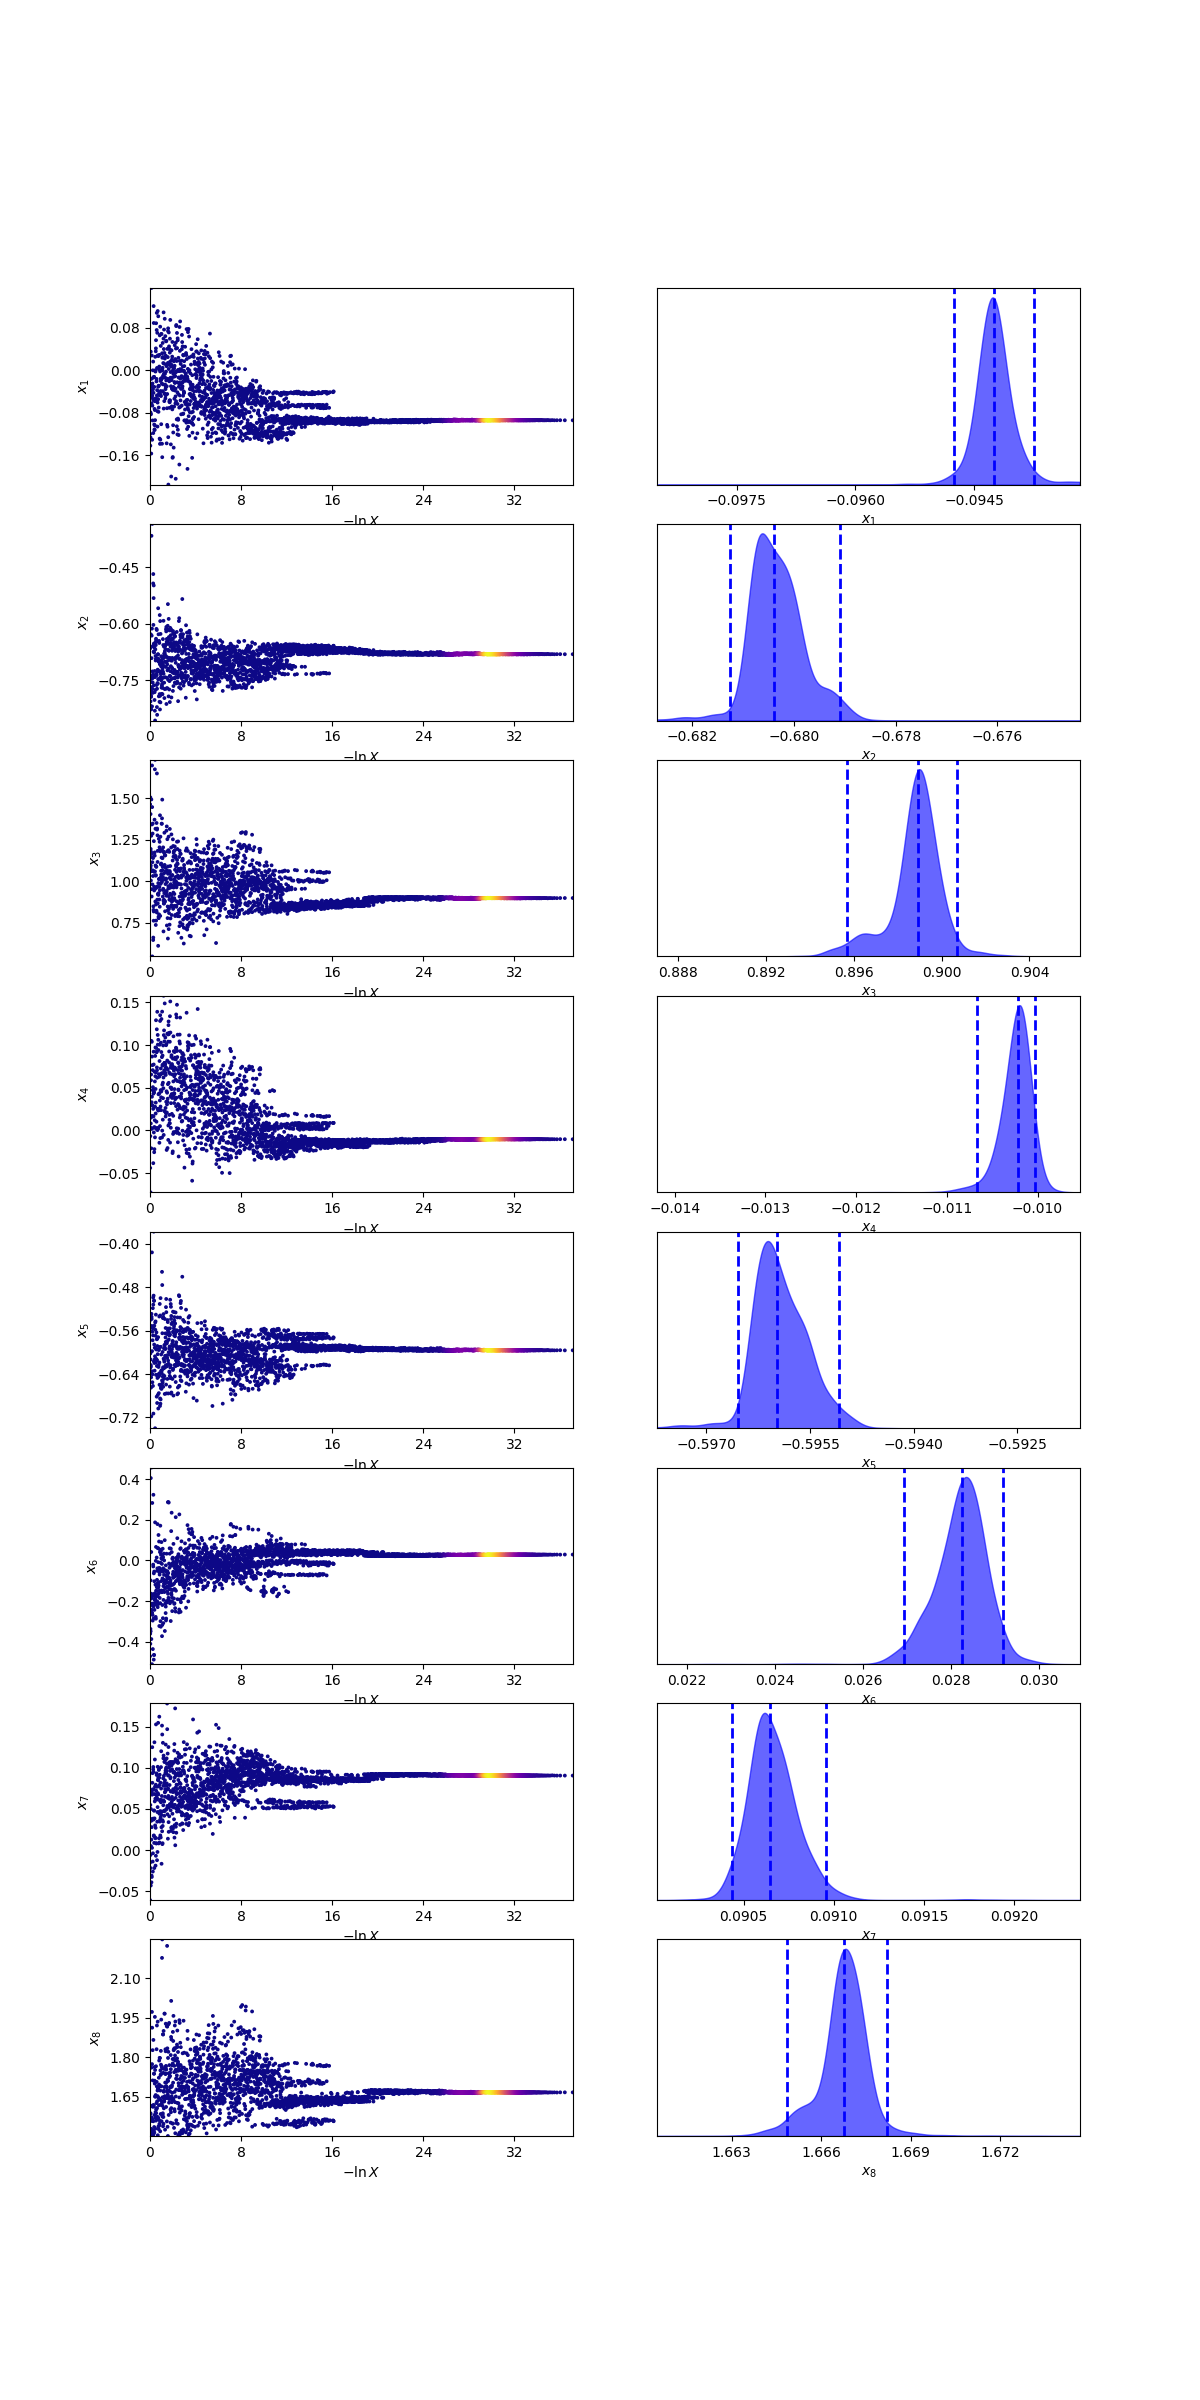 0.08
0.00
−0.08
−0.16
x₁
0 8 16 24 32
−ln X
−0.0975 −0.0960 −0.0945
x₁
−0.45
−0.60
−0.75
x₂
0 8 16 24 32
−ln X
−0.682 −0.680 −0.678 −0.676
x₂
1.50
1.25
1.00
0.75
x₃
0 8 16 24 32
−ln X
0.888 0.892 0.896 0.900 0.904
x₃
0.15
0.10
0.05
0.00
−0.05
x₄
0 8 16 24 32
−ln X
−0.014 −0.013 −0.012 −0.011 −0.010
x₄
−0.40
−0.48
−0.56
−0.64
−0.72
x₅
0 8 16 24 32
−ln X
−0.5970 −0.5955 −0.5940 −0.5925
x₅
0.4
0.2
0.0
−0.2
−0.4
x₆
0 8 16 24 32
−ln X
0.022 0.024 0.026 0.028 0.030
x₆
0.15
0.10
0.05
0.00
−0.05
x₇
0 8 16 24 32
−ln X
0.0905 0.0910 0.0915 0.0920
x₇
2.10
1.95
1.80
1.65
x₈
0 8 16 24 32
−ln X
1.663 1.666 1.669 1.672
x₈